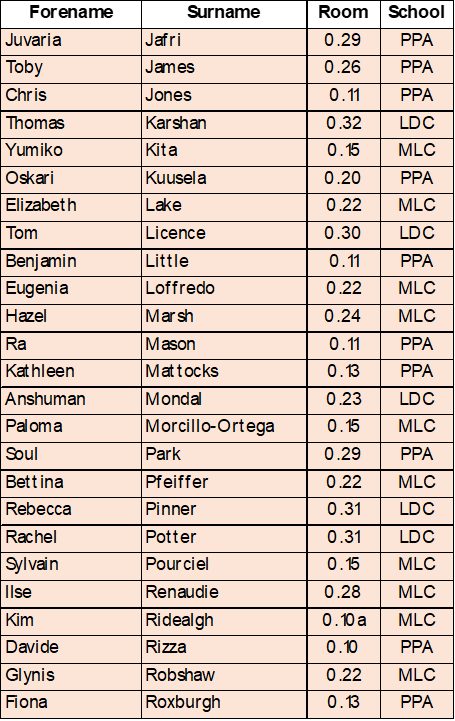 Forename Surname Room School
Juvaria Jafri 0.29 PPA
Toby James 0.26 PPA
Chris Jones 0.11 PPA
Thomas Karshan 0.32 LDC
Yumiko Kita 0.15 MLC
Oskari Kuusela 0.20 PPA
Elizabeth Lake 0.22 MLC
Tom Licence 0.30 LDC
Benjamin Little 0.11 PPA
Eugenia Loffredo 0.22 MLC
Hazel Marsh 0.24 MLC
Ra Mason 0.11 PPA
Kathleen Mattocks 0.13 PPA
Anshuman Mondal 0.23 LDC
Paloma Morcillo-Ortega 0.15 MLC
Soul Park 0.29 PPA
Bettina Pfeiffer 0.22 MLC
Rebecca Pinner 0.31 LDC
Rachel Potter 0.31 LDC
Sylvain Pourciel 0.15 MLC
Ilse Renaudie 0.28 MLC
Kim Ridealgh 0.10a MLC
Davide Rizza 0.10 PPA
Glynis Robshaw 0.22 MLC
Fiona Roxburgh 0.13 PPA